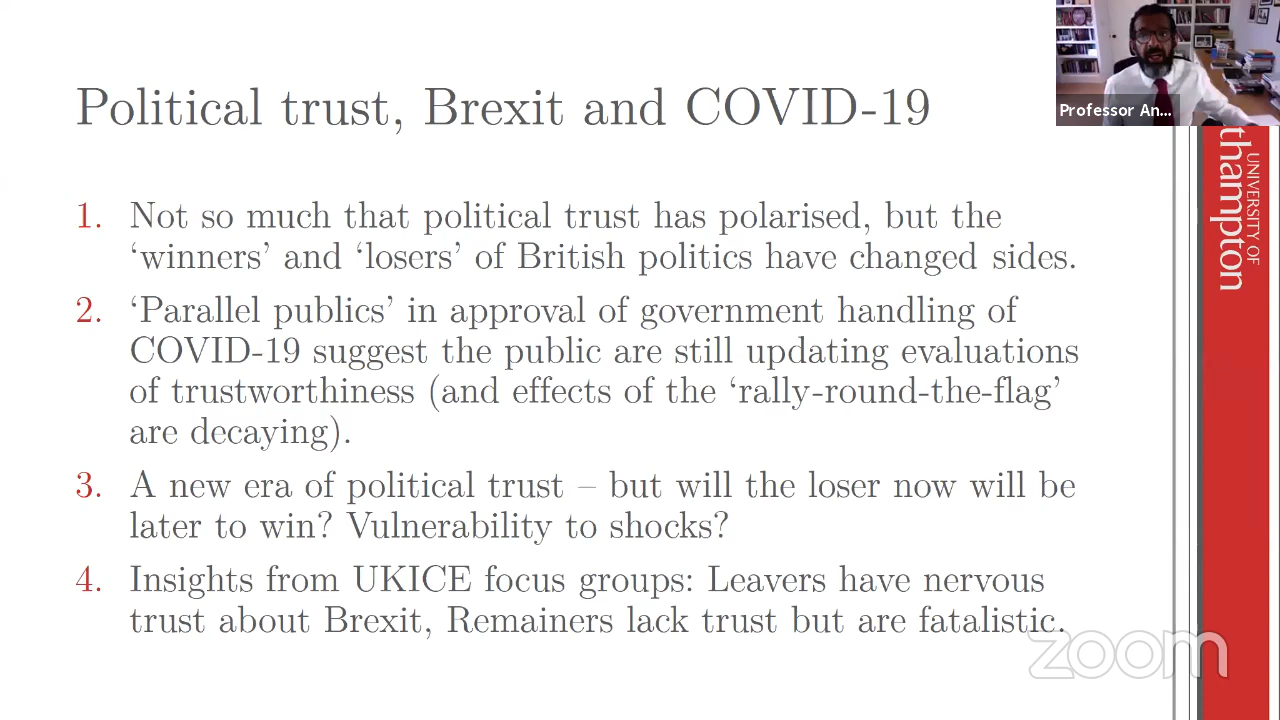 Political trust, Brexit and COVID-19
Professor An...
1. Not so much that political trust has polarised, but the
‘winners’ and ‘losers’ of British politics have changed sides.
2. ‘Parallel publics’ in approval of government handling of
COVID-19 suggest the public are still updating evaluations
of trustworthiness (and effects of the ‘rally-round-the-flag’
are decaying).
3. A new era of political trust – but will the loser now will be
later to win? Vulnerability to shocks?
4. Insights from UKICE focus groups: Leavers have nervous
trust about Brexit, Remainers lack trust but are fatalistic.
UNIVERSITY OF
thampton
zoom